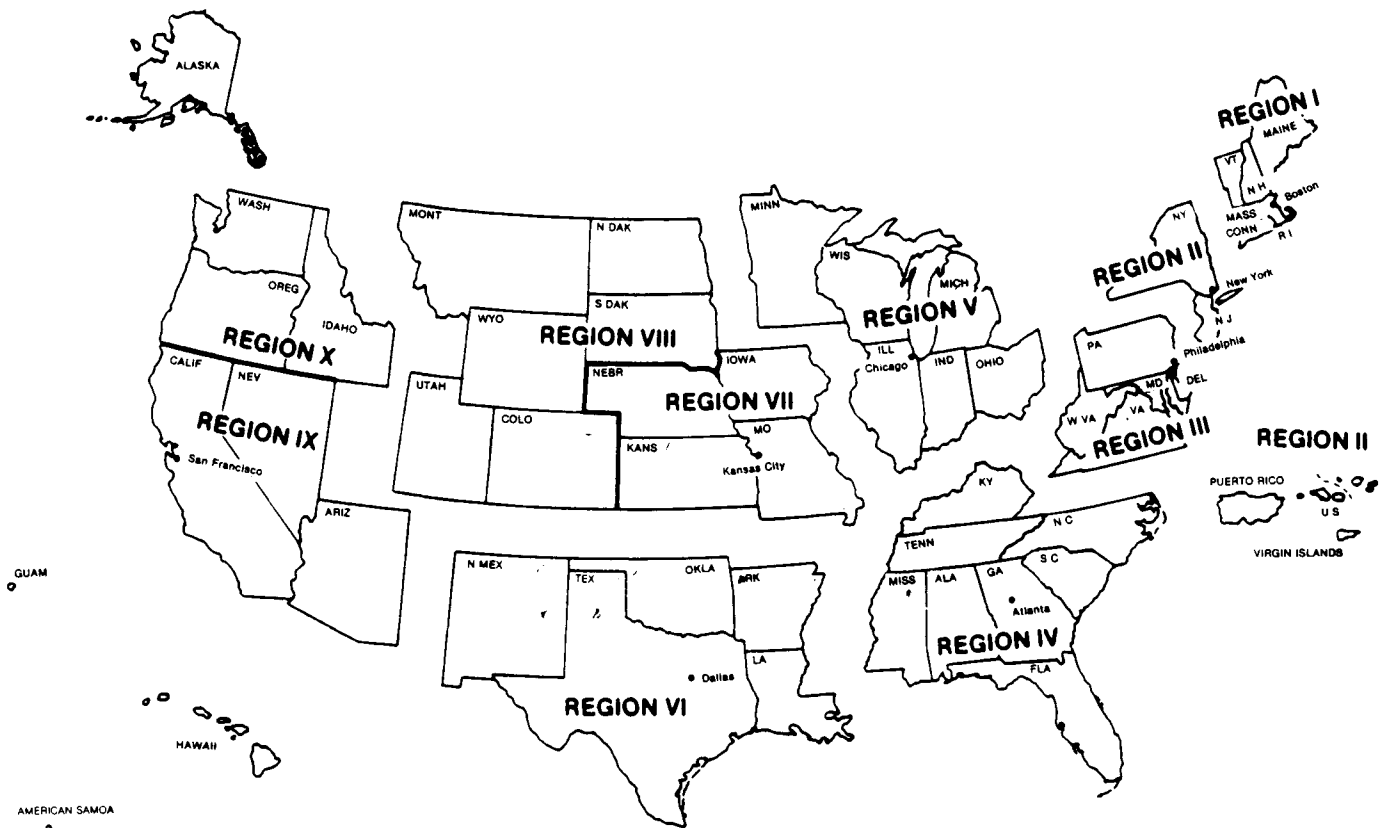 ALASKA
REGION I
MAINE
VT
N H
Boston
MASS
CONN
R I
WASH
MONT
N DAK
MINN
NY
WIS
REGION II
MICH
New York
OREG
S DAK
IDAHO
WYO
REGION VIII
REGION V
N J
REGION X
PA
Philadelphia
CALIF
NEV
UTAH
NEBR
IOWA
ILL
Chicago
IND
OHIO
MD
DEL
REGION IX
COLO
REGION VII
W VA
VA
REGION III
REGION II
San Francisco
KANS
MO
Kansas City
KY
PUERTO RICO
U S
VIRGIN ISLANDS
ARIZ
N C
TENN
S C
GUAM
N MEX
TEX
OKLA
ARK
MISS
ALA
GA
Atlanta
REGION IV
LA
FLA
Dallas
REGION VI
HAWAII
AMERICAN SAMOA